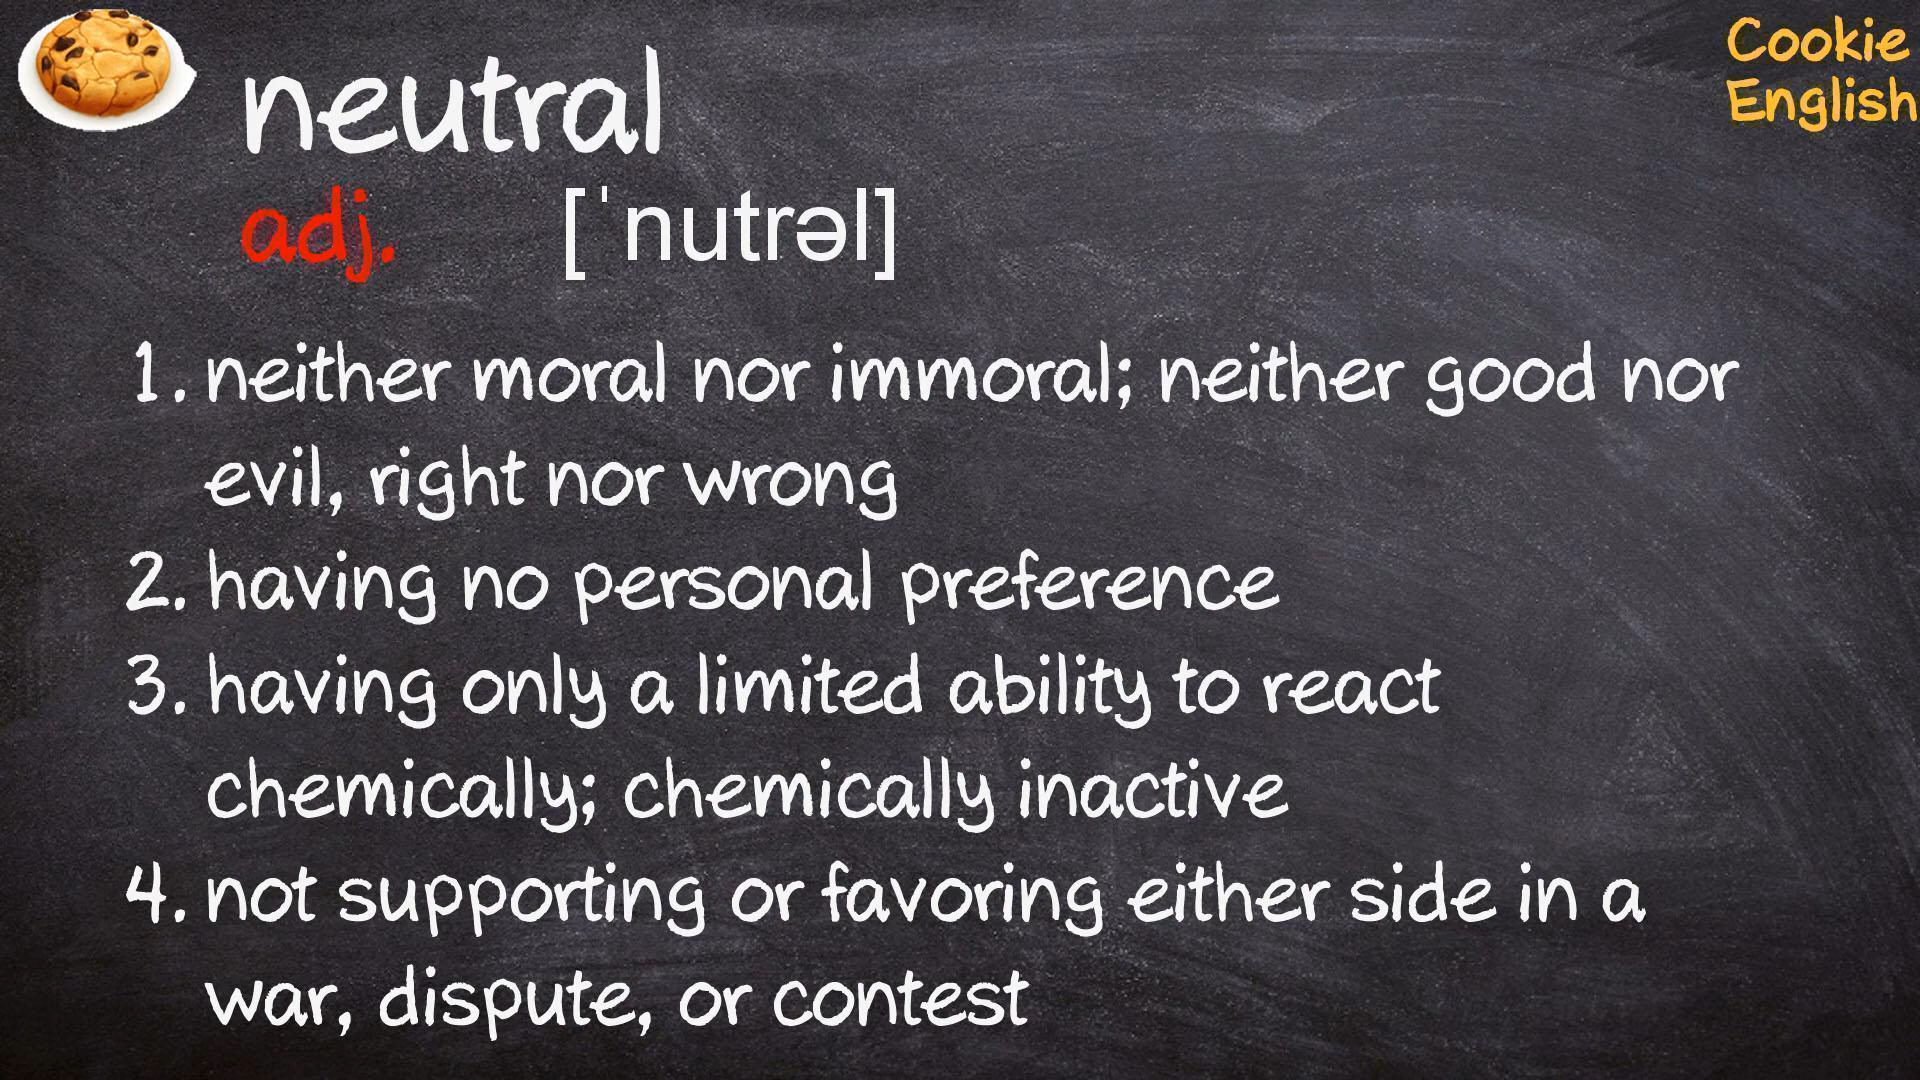 Cookie
English
neutral
adj. [ˈnutrəl]
1. neither moral nor immoral; neither good nor
evil, right nor wrong
2. having no personal preference
3. having only a limited ability to react
chemically; chemically inactive
4. not supporting or favoring either side in a
war, dispute, or contest